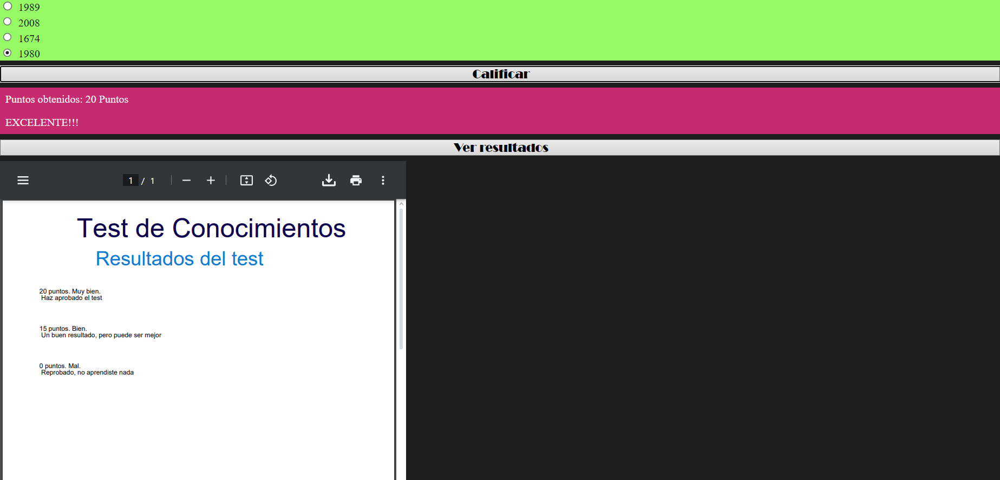 1989
2008
1674
1980
Calificar
Puntos obtenidos: 20 Puntos
EXCELENTE!!!
Ver resultados
1 / 1
Test de Conocimientos
Resultados del test
20 puntos. Muy bien.
Haz aprobado el test
15 puntos. Bien.
Un buen resultado, pero puede ser mejor
0 puntos. Mal.
Reprobado, no aprendiste nada